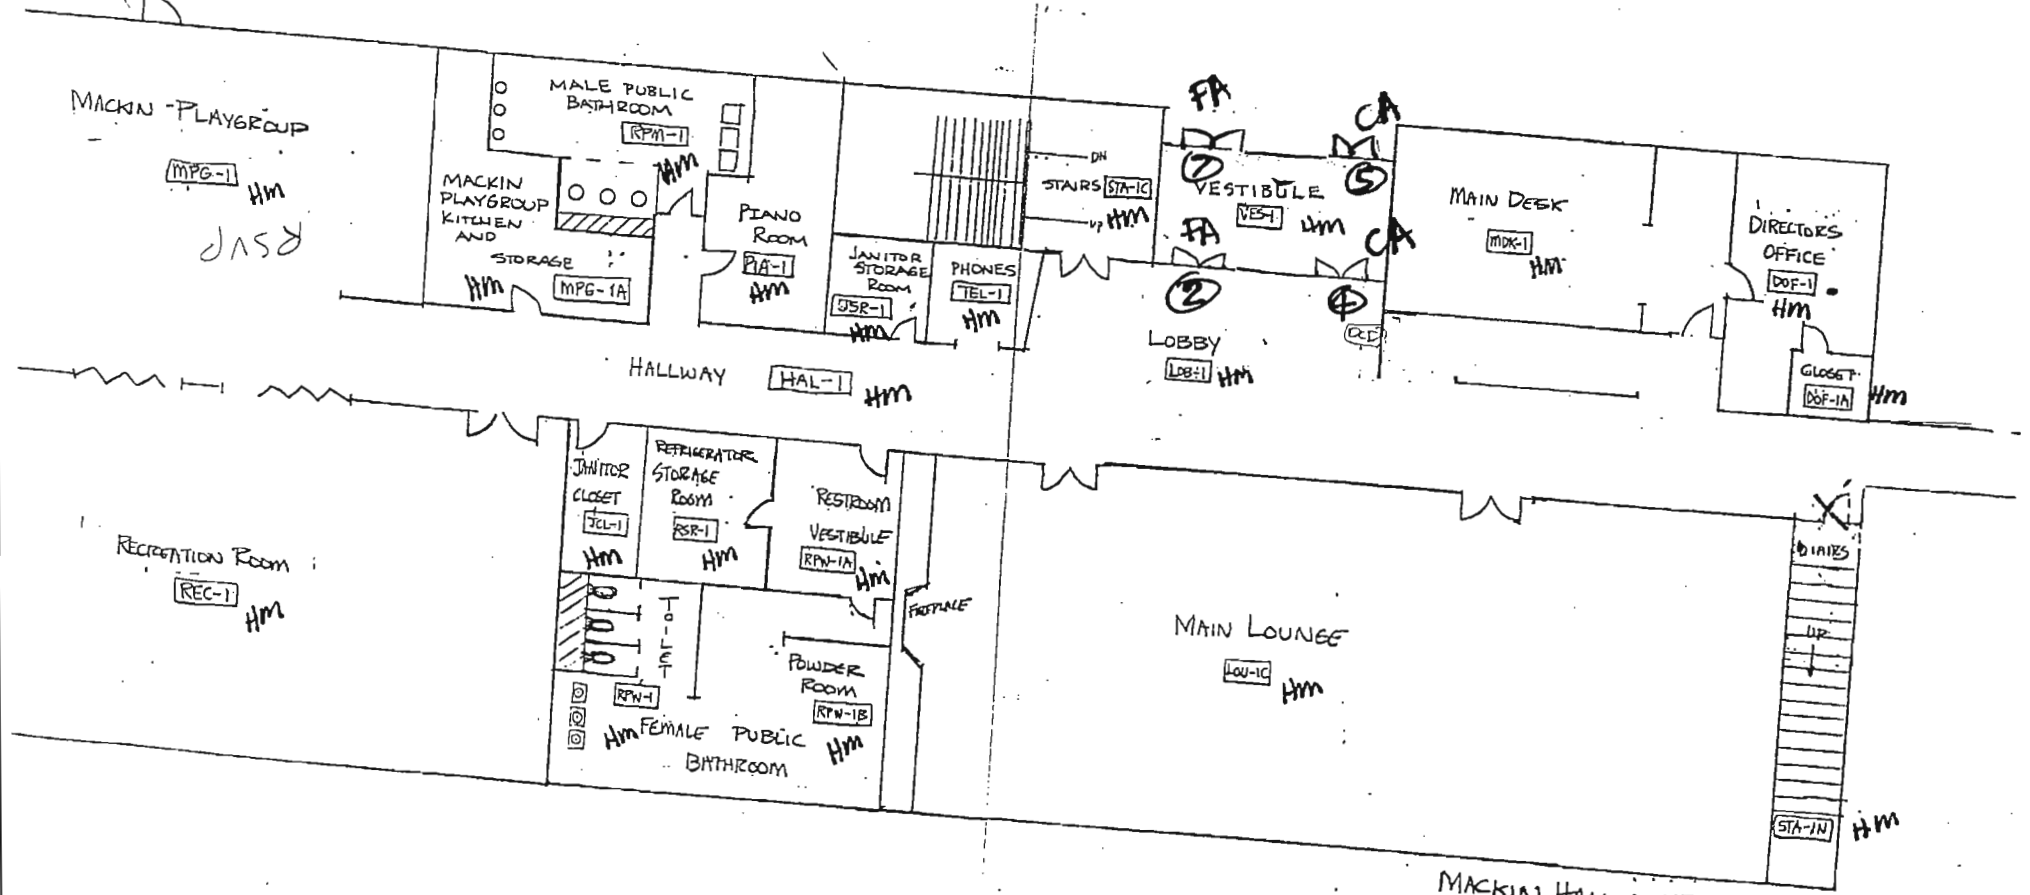 MACKIN-PLAYGROUP
MPG-1
HM
RSVP
MALE PUBLIC
BATHROOM
RPM-1
HM
MACKIN
PLAYGROUP
KITCHEN
AND
STORAGE
MPG-1A
HM
PIANO
ROOM
PIA-1
HM
JANITOR
STORAGE
ROOM
JSR-1
HM
PHONES
TEL-1
HM
DN
STAIRS STA-1C
UP HM
FA
7
CA
5
VESTIBULE
VES-1
HM
FA
2
CA
4
MAIN DESK
MDK-1
HM
DIRECTORS
OFFICE
DOF-1
HM
CLOSET
DOF-1A HM
LOBBY
LOB-1 HM
HALLWAY HAL-1 HM
RECREATION ROOM
REC-1
HM
JANITOR
CLOSET
JCL-1
HM
REFRIGERATOR
STORAGE
ROOM
RSR-1
HM
RESTROOM
VESTIBULE
RPW-1A
HM
TOILET
RPW-1
HM
FEMALE PUBLIC
BATHROOM
POWDER
ROOM
RPW-1B
HM
FIREPLACE
MAIN LOUNGE
LOU-1C
HM
STAIRS
UP
STA-1N HM
MACKIN